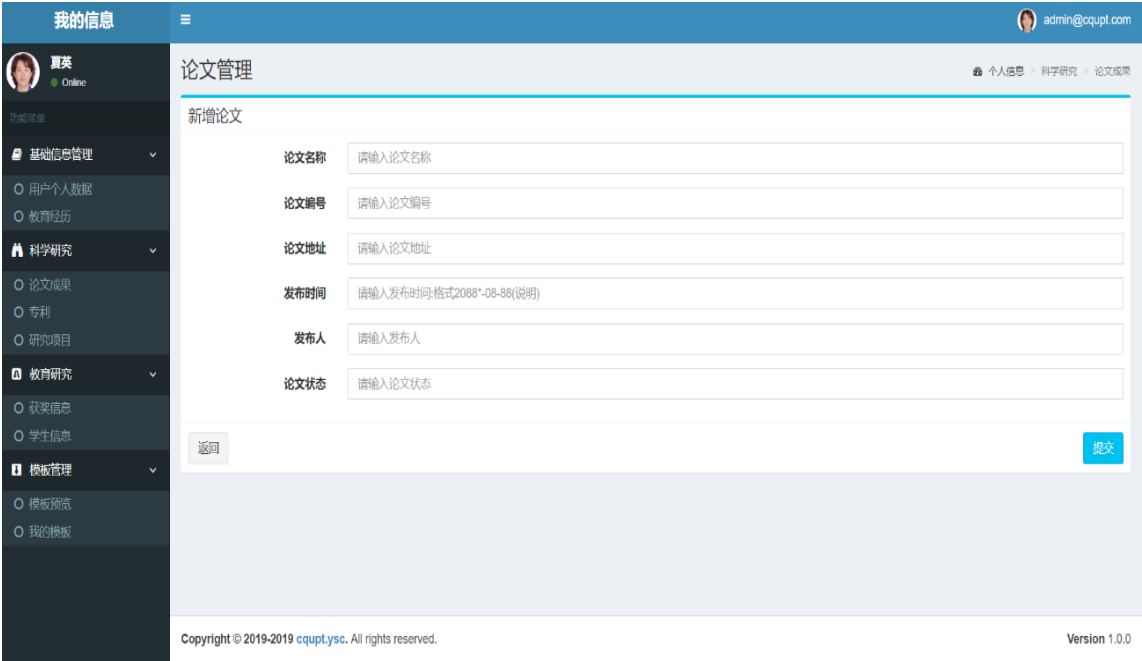 我的信息
admin@cqupt.com
夏英
Online
功能菜单
基础信息管理
用户个人数据
教育经历
科学研究
论文成果
专利
研究项目
教育研究
获奖信息
学生信息
模板管理
模板预览
我的模板
论文管理
个人信息 > 科学研究 > 论文成果
新增论文
论文名称 请输入论文名称
论文编号 请输入论文编号
论文地址 请输入论文地址
发布时间 请输入发布时间:格式2088*-08-88(说明)
发布人 请输入发布人
论文状态 请输入论文状态
返回 提交
Copyright © 2019-2019 cqupt.ysc. All rights reserved. Version 1.0.0